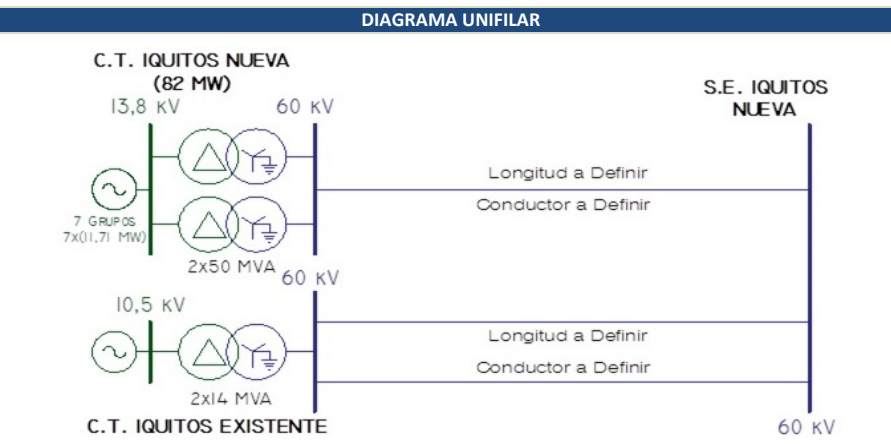 DIAGRAMA UNIFILAR
C.T. IQUITOS NUEVA
(82 MW)
13,8 KV
60 KV
S.E. IQUITOS
NUEVA
Longitud a Definir
Conductor a Definir
7 GRUPOS
7x(11,71 MW)
2x50 MVA
60 KV
10,5 KV
Longitud a Definir
Conductor a Definir
2x14 MVA
C.T. IQUITOS EXISTENTE
60 KV